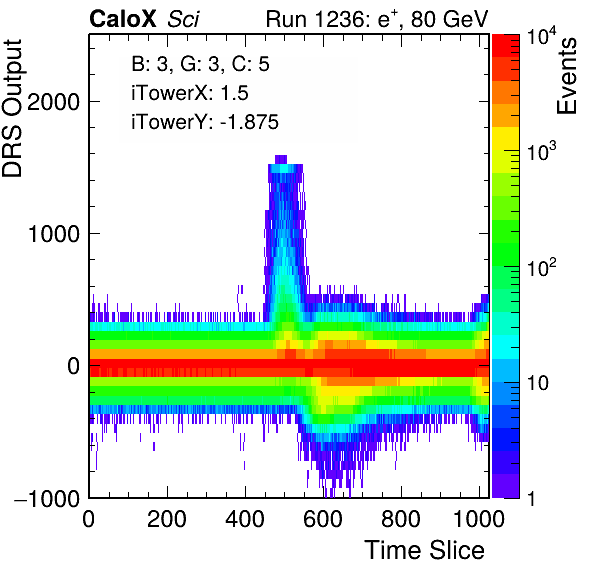 CaloX Sci
Run 1236: e⁺, 80 GeV
B: 3, G: 3, C: 5
iTowerX: 1.5
iTowerY: -1.875
DRS Output
2000
1000
0
−1000
0 200 400 600 800 1000
Time Slice
Events
10⁴
10³
10²
10
1